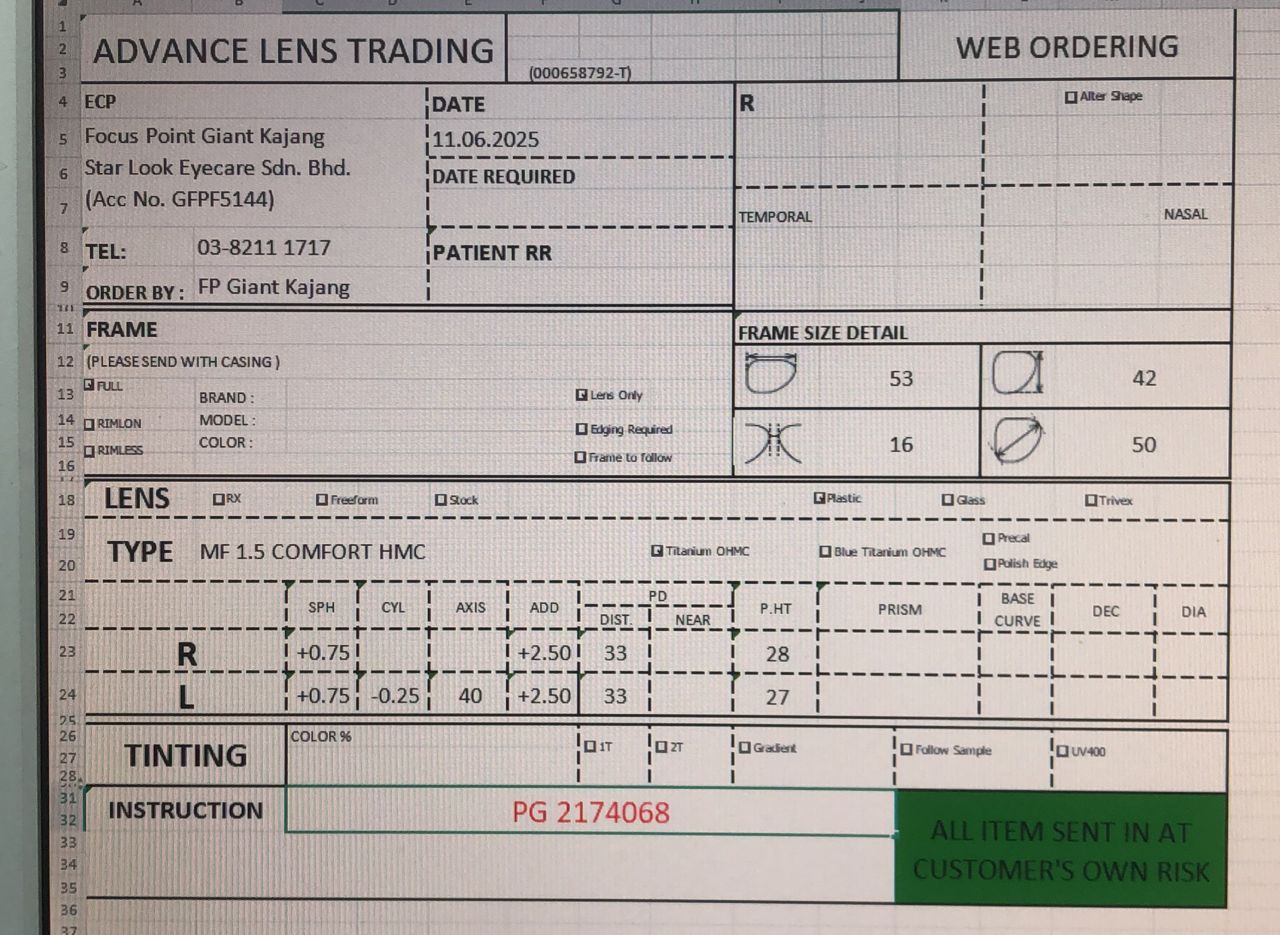 ADVANCE LENS TRADING
(000658792-T)
WEB ORDERING
ECP
DATE
R
Alter Shape
Focus Point Giant Kajang
11.06.2025
Star Look Eyecare Sdn. Bhd.
DATE REQUIRED
(Acc No. GFPF5144)
TEMPORAL
NASAL
TEL: 03-8211 1717
PATIENT RR
ORDER BY : FP Giant Kajang
FRAME
FRAME SIZE DETAIL
(PLEASE SEND WITH CASING )
53
42
FULL
BRAND :
Lens Only
RIMLON
MODEL :
Edging Required
COLOR :
16
50
RIMLESS
Frame to follow
LENS
RX
Freeform
Stock
Plastic
Glass
Trivex
TYPE
MF 1.5 COMFORT HMC
Titanium OHMC
Blue Titanium OHMC
Precal
Polish Edge
SPH CYL AXIS ADD PD P.HT PRISM BASE CURVE DEC DIA
DIST. NEAR
R +0.75 +2.50 33 28
L +0.75 -0.25 40 +2.50 33 27
TINTING
COLOR %
1T
2T
Gradient
Follow Sample
UV400
INSTRUCTION
PG 2174068
ALL ITEM SENT IN AT
CUSTOMER'S OWN RISK